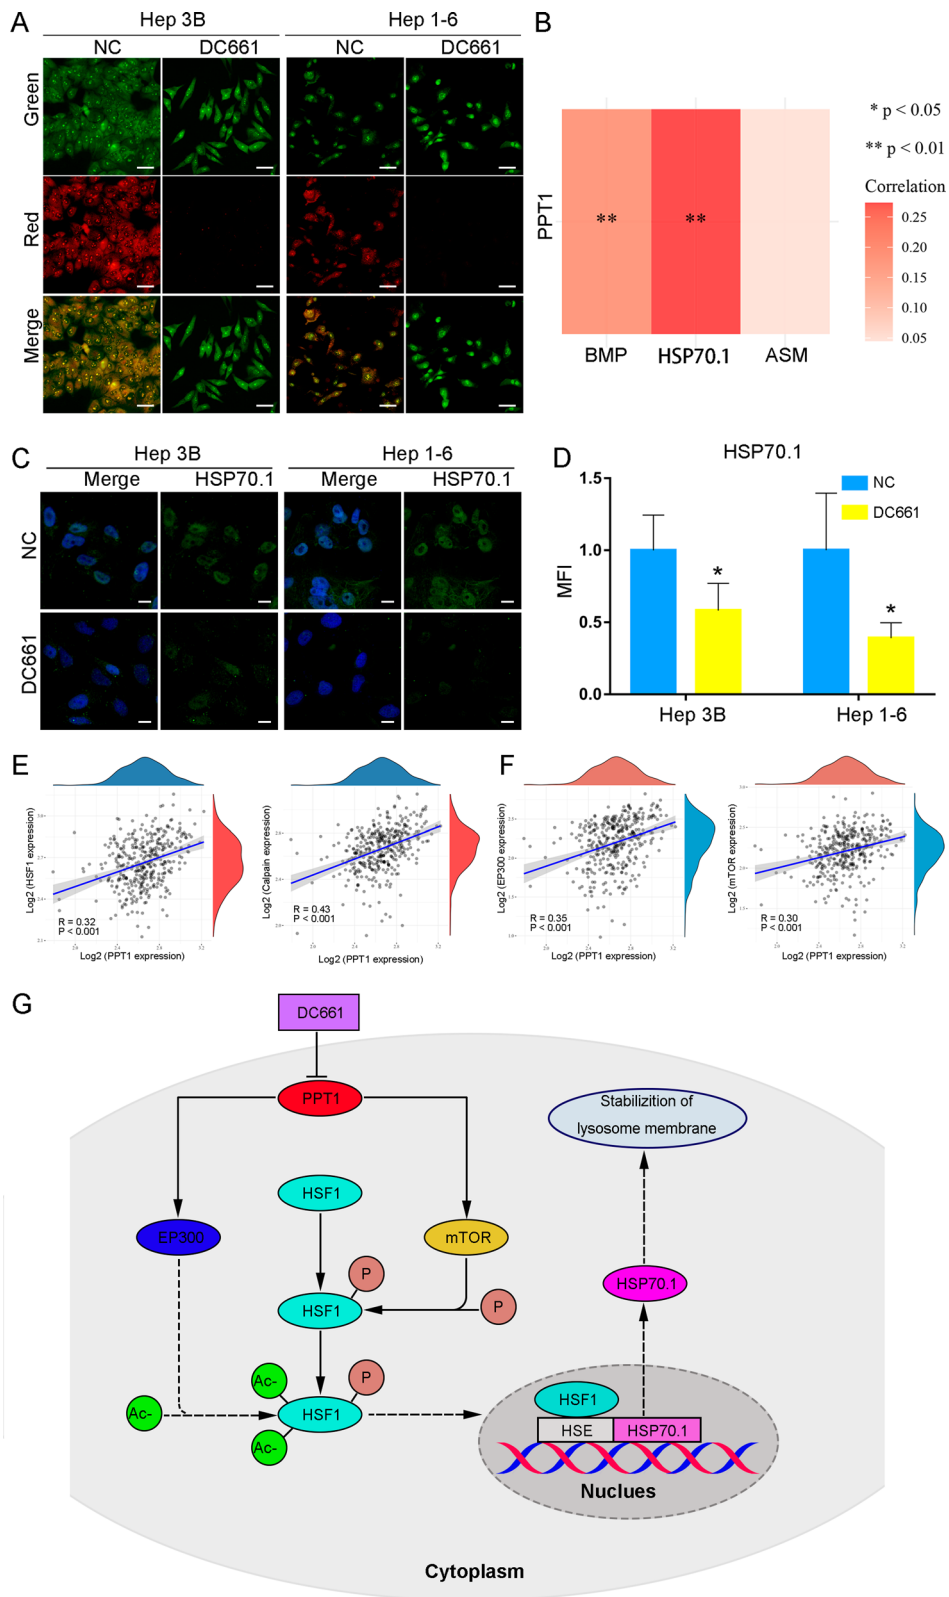 A
Hep 3B
Hep 1-6
NC
DC661
NC
DC661
Green
Red
Merge
B
PPT1
**
**
BMP
HSP70.1
ASM
* p < 0.05
** p < 0.01
Correlation
0.25
0.20
0.15
0.10
0.05
C
Hep 3B
Hep 1-6
Merge
HSP70.1
Merge
HSP70.1
NC
DC661
D
HSP70.1
MFI
1.5
1.0
0.5
0.0
NC
DC661
*
*
Hep 3B
Hep 1-6
E
Log2 (HSF1 expression)
R = 0.32
P < 0.001
Log2 (PPT1 expression)
Log2 (Calpain expression)
R = 0.43
P < 0.001
Log2 (PPT1 expression)
F
Log2 (EP300 expression)
R = 0.35
P < 0.001
Log2 (PPT1 expression)
Log2 (mTOR expression)
R = 0.30
P < 0.001
Log2 (PPT1 expression)
G
DC661
PPT1
Stabilizition of
lysosome membrane
HSF1
EP300
mTOR
P
HSP70.1
HSF1
P
Ac-
P
HSF1
Ac-
Ac-
HSF1
HSE
HSP70.1
Nuclues
Cytoplasm